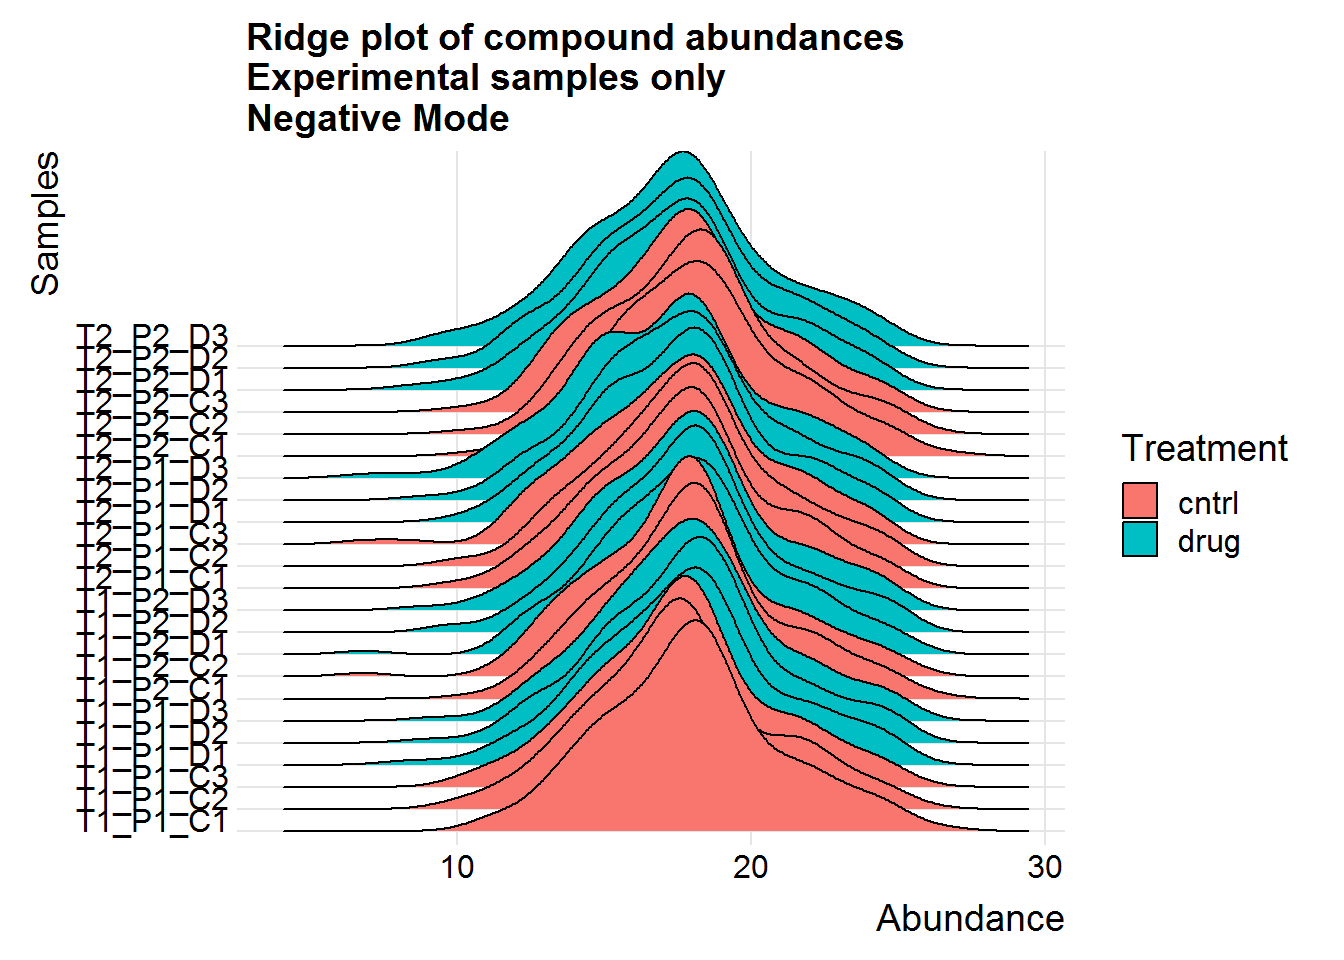 Ridge plot of compound abundances
Experimental samples only
Negative Mode
Samples
T2_P2_D3
T2_P2_D2
T2_P2_D1
T2_P2_C3
T2_P2_C2
T2_P2_C1
T2_P1_D3
T2_P1_D2
T2_P1_D1
T2_P1_C3
T2_P1_C2
T2_P1_C1
T1_P2_D3
T1_P2_D2
T1_P2_D1
T1_P2_C2
T1_P2_C1
T1_P1_D3
T1_P1_D2
T1_P1_D1
T1_P1_C3
T1_P1_C2
T1_P1_C1
10 20 30
Abundance
Treatment
cntrl
drug